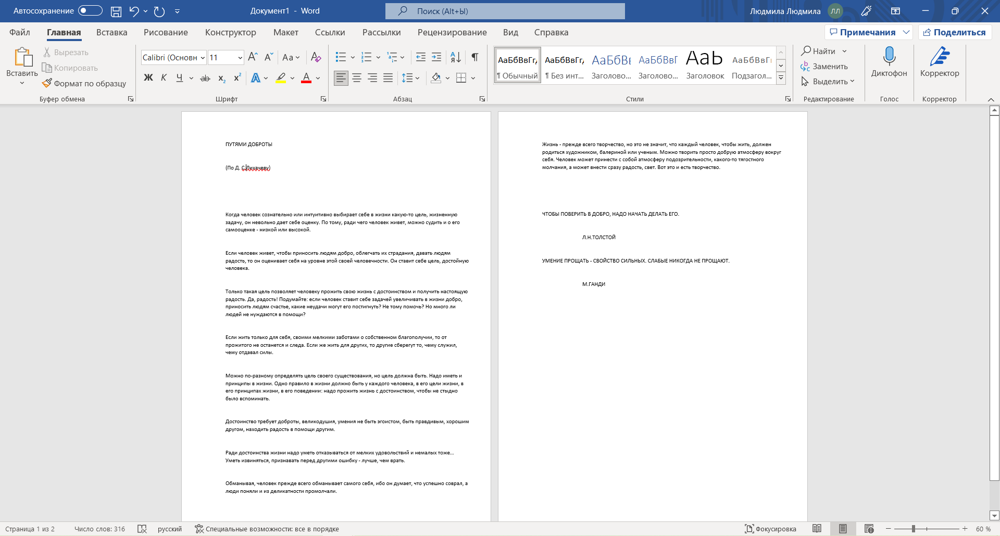 Автосохранение
Документ1 - Word
Поиск (Alt+Ы)
Людмила Людмила
ЛЛ
Файл
Главная
Вставка
Рисование
Конструктор
Макет
Ссылки
Рассылки
Рецензирование
Вид
Справка
Примечания
Поделиться
Вставить
Вырезать
Копировать
Формат по образцу
Буфер обмена
Calibri (Основн
11
Шрифт
Абзац
АаБбВвГг,
¶ Обычный
АаБбВвГг,
¶ Без инт...
АаБбВг
Заголово...
АаБбВвГ
Заголово...
АаЬ
Заголовок
АаБбВвГг
Подзагол...
Стили
Найти
Заменить
Выделить
Редактирование
Диктофон
Голос
Корректор
Корректор
ПУТЯМИ ДОБРОТЫ
(По Д. С.Лихачеву)
Когда человек сознательно или интуитивно выбирает себе в жизни какую-то цель, жизненную
задачу, он невольно дает себе оценку. По тому, ради чего человек живет, можно судить и о его
самооценке - низкой или высокой.
Если человек живет, чтобы приносить людям добро, облегчать их страдания, давать людям
радость, то он оценивает себя на уровне этой своей человечности. Он ставит себе цель, достойную
человека.
Только такая цель позволяет человеку прожить свою жизнь с достоинством и получить настоящую
радость. Да, радость! Подумайте: если человек ставит себе задачей увеличивать в жизни добро,
приносить людям счастье, какие неудачи могут его постигнуть? Не тому помочь? Но много ли
людей не нуждаются в помощи?
Если жить только для себя, своими мелкими заботами о собственном благополучии, то от
прожитого не останется и следа. Если же жить для других, то другие сберегут то, чему служил,
чему отдавал силы.
Можно по-разному определять цель своего существования, но цель должна быть. Надо иметь и
принципы в жизни. Одно правило в жизни должно быть у каждого человека, в его цели жизни, в
его принципах жизни, в его поведении: надо прожить жизнь с достоинством, чтобы не стыдно
было вспоминать.
Достоинство требует доброты, великодушия, умения не быть эгоистом, быть правдивым, хорошим
другом, находить радость в помощи другим.
Ради достоинства жизни надо уметь отказываться от мелких удовольствий и немалых тоже...
Уметь извиняться, признавать перед другими ошибку - лучше, чем врать.
Обманывая, человек прежде всего обманывает самого себя, ибо он думает, что успешно соврал, а
люди поняли и из деликатности промолчали.
Жизнь - прежде всего творчество, но это не значит, что каждый человек, чтобы жить, должен
родиться художником, балериной или ученым. Можно творить просто добрую атмосферу вокруг
себя. Человек может принести с собой атмосферу подозрительности, какого-то тягостного
молчания, а может внести сразу радость, свет. Вот это и есть творчество.
ЧТОБЫ ПОВЕРИТЬ В ДОБРО, НАДО НАЧАТЬ ДЕЛАТЬ ЕГО.
Л.Н.ТОЛСТОЙ
УМЕНИЕ ПРОЩАТЬ - СВОЙСТВО СИЛЬНЫХ. СЛАБЫЕ НИКОГДА НЕ ПРОЩАЮТ.
М.ГАНДИ
Страница 1 из 2
Число слов: 316
русский
Специальные возможности: все в порядке
Фокусировка
60 %